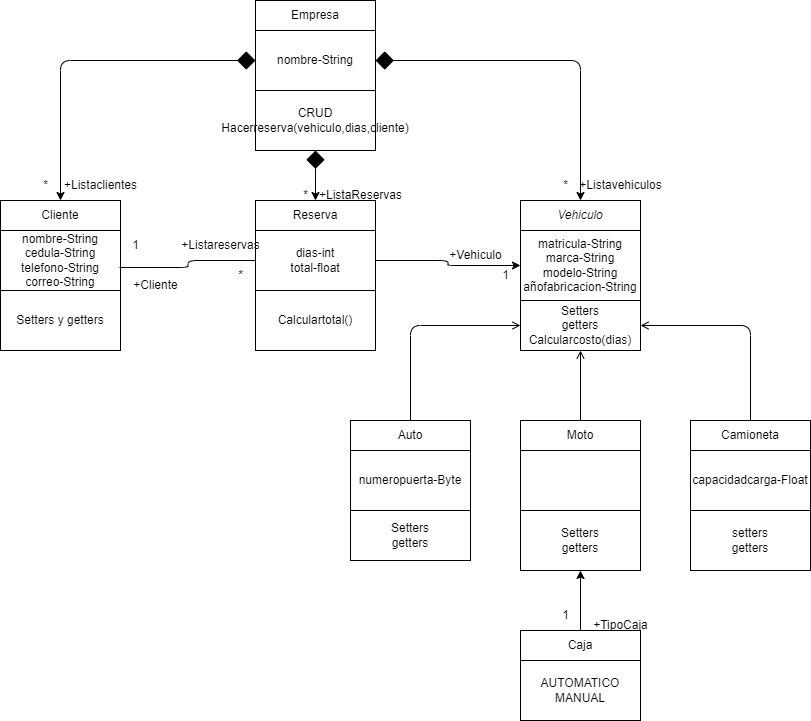 Empresa
nombre-String
CRUD
Hacerreserva(vehiculo,dias,cliente)
*
+Listaclientes
*
+ListaReservas
*
+Listavehiculos
Cliente
nombre-String
cedula-String
telefono-String
correo-String
Setters y getters
1
+Cliente
+Listareservas
*
Reserva
dias-int
total-float
Calculartotal()
+Vehiculo
1
Vehiculo
matricula-String
marca-String
modelo-String
añofabricacion-String
Setters
getters
Calcularcosto(dias)
Auto
numeropuerta-Byte
Setters
getters
Moto
Setters
getters
Camioneta
capacidadcarga-Float
setters
getters
1
+TipoCaja
Caja
AUTOMATICO
MANUAL